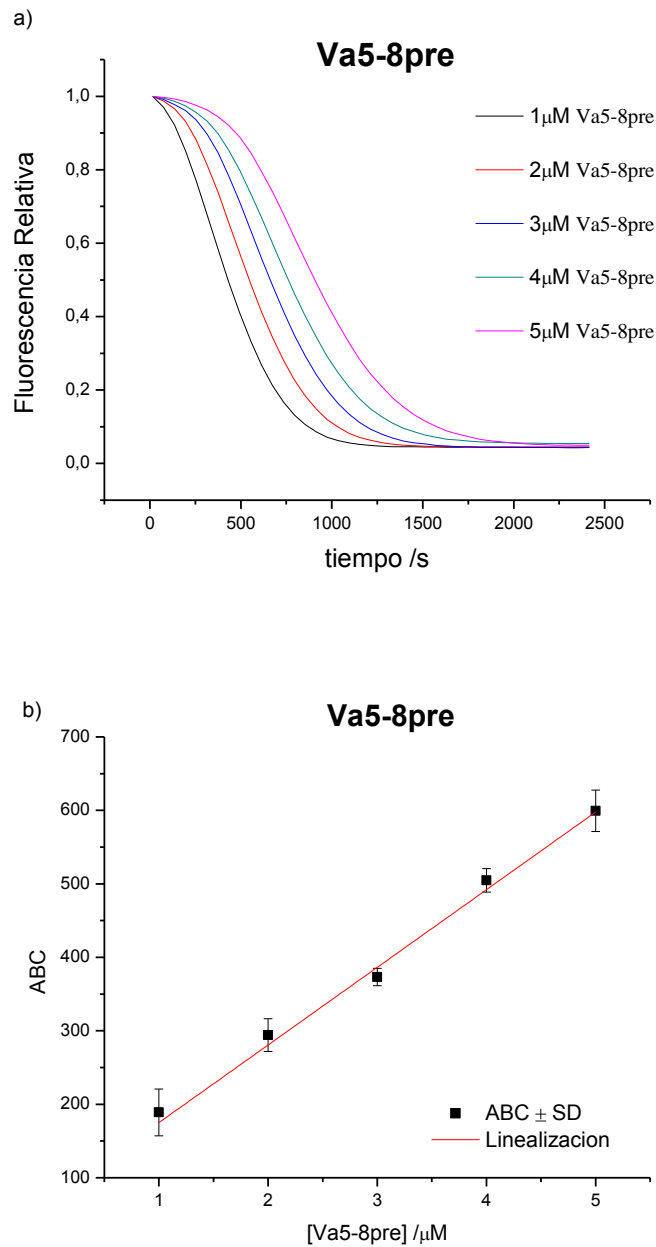 a)
Va5-8pre
1,0
0,8
0,6
0,4
0,2
0,0
Fluorescencia Relativa
0 500 1000 1500 2000 2500
tiempo /s
1μM Va5-8pre
2μM Va5-8pre
3μM Va5-8pre
4μM Va5-8pre
5μM Va5-8pre
b)
Va5-8pre
700
600
500
400
300
200
100
ABC
1 2 3 4 5
[Va5-8pre] /μM
ABC ± SD
Linealizacion